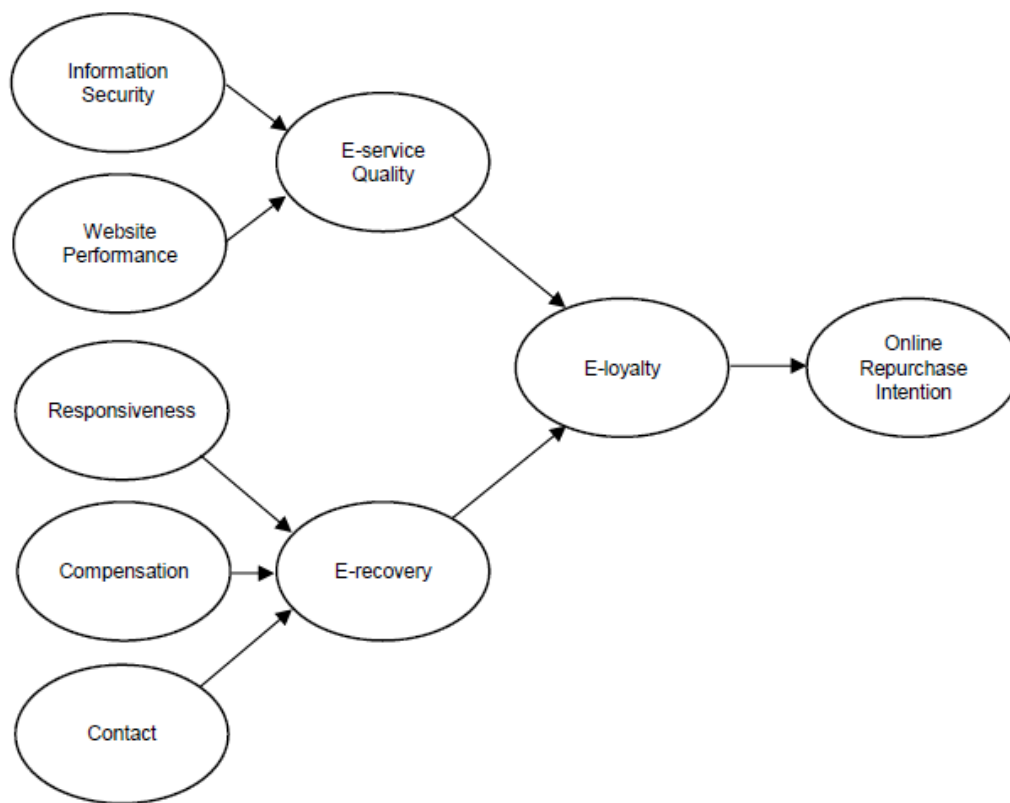 Information
Security
E-service
Quality
Website
Performance
Responsiveness
E-loyalty
Online
Repurchase
Intention
Compensation
E-recovery
Contact